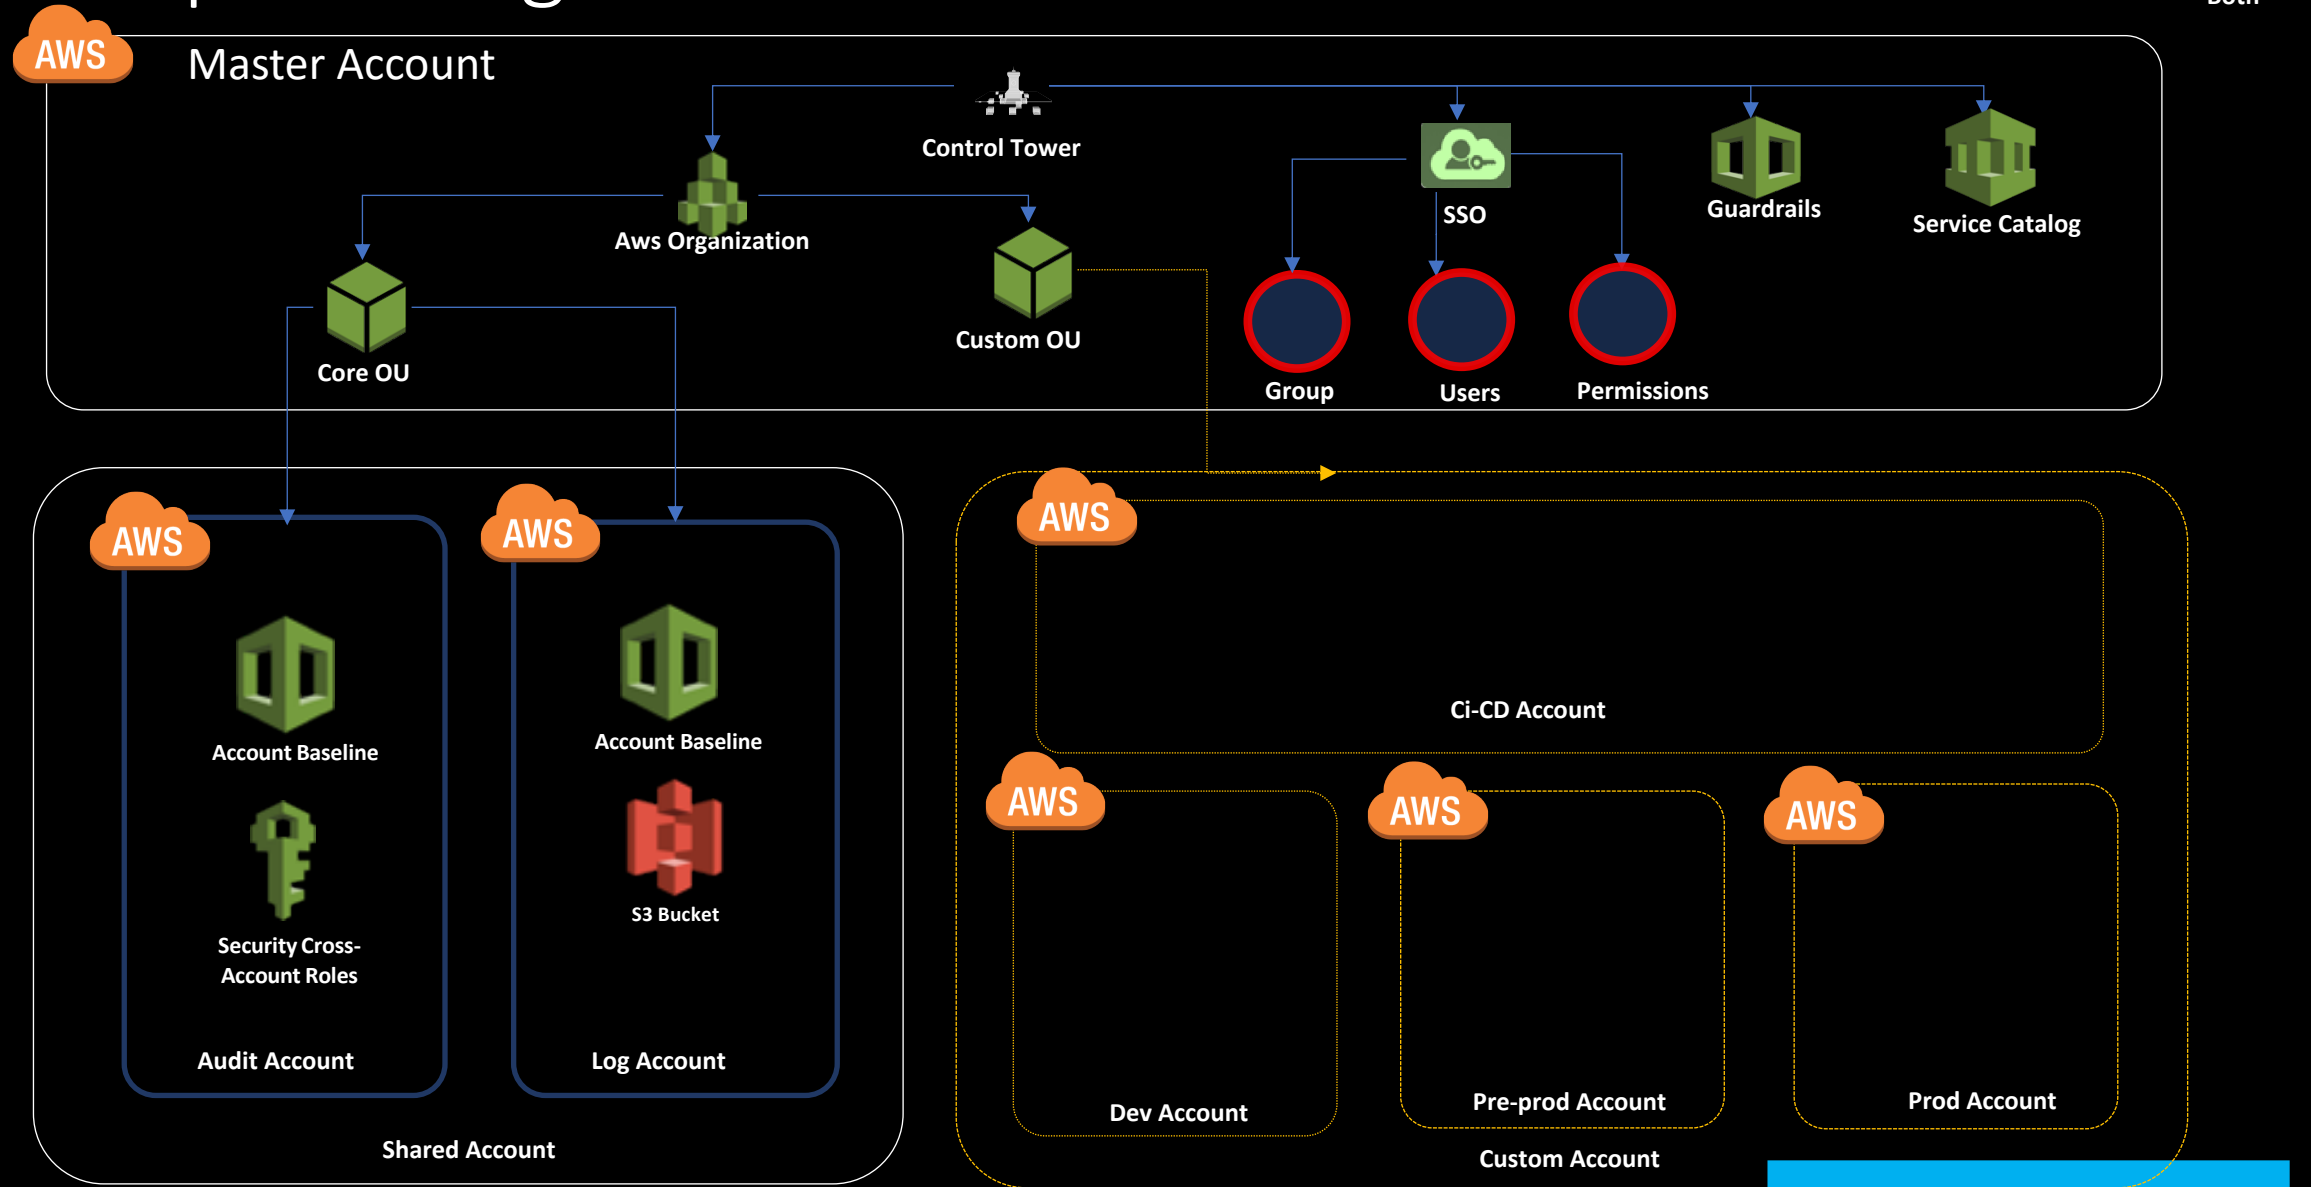 Both
AWS
Master Account
Control Tower
Aws Organization
SSO
Guardrails
Service Catalog
Core OU
Custom OU
Group
Users
Permissions
AWS
AWS
AWS
Account Baseline
Account Baseline
Security Cross-
Account Roles
S3 Bucket
Audit Account
Log Account
Shared Account
Ci-CD Account
AWS
AWS
AWS
Dev Account
Pre-prod Account
Prod Account
Custom Account